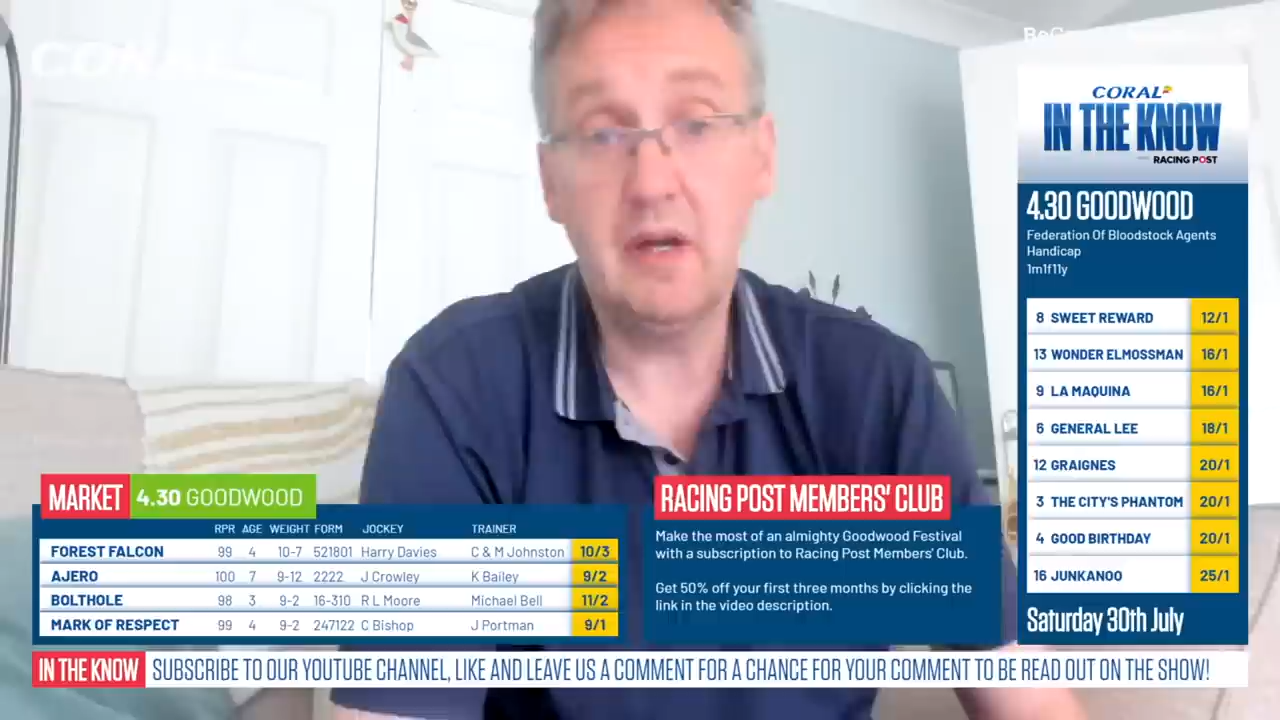 CORAL
CORAL
IN THE KNOW
RACING POST
4.30 GOODWOOD
Federation Of Bloodstock Agents
Handicap
1m1f11y
8 SWEET REWARD 12/1
13 WONDER ELMOSSMAN 16/1
9 LA MAQUINA 16/1
6 GENERAL LEE 18/1
12 GRAIGNES 20/1
3 THE CITY'S PHANTOM 20/1
4 GOOD BIRTHDAY 20/1
16 JUNKANOO 25/1
Saturday 30th July
MARKET 4.30 GOODWOOD
RPR AGE WEIGHT FORM JOCKEY TRAINER
FOREST FALCON 99 4 10-7 521801 Harry Davies C & M Johnston 10/3
AJERO 100 7 9-12 2222 J Crowley K Bailey 9/2
BOLTHOLE 98 3 9-2 16-310 R L Moore Michael Bell 11/2
MARK OF RESPECT 99 4 9-2 247122 C Bishop J Portman 9/1
RACING POST MEMBERS' CLUB
Make the most of an almighty Goodwood Festival
with a subscription to Racing Post Members' Club.
Get 50% off your first three months by clicking the
link in the video description.
IN THE KNOW SUBSCRIBE TO OUR YOUTUBE CHANNEL, LIKE AND LEAVE US A COMMENT FOR A CHANCE FOR YOUR COMMENT TO BE READ OUT ON THE SHOW!